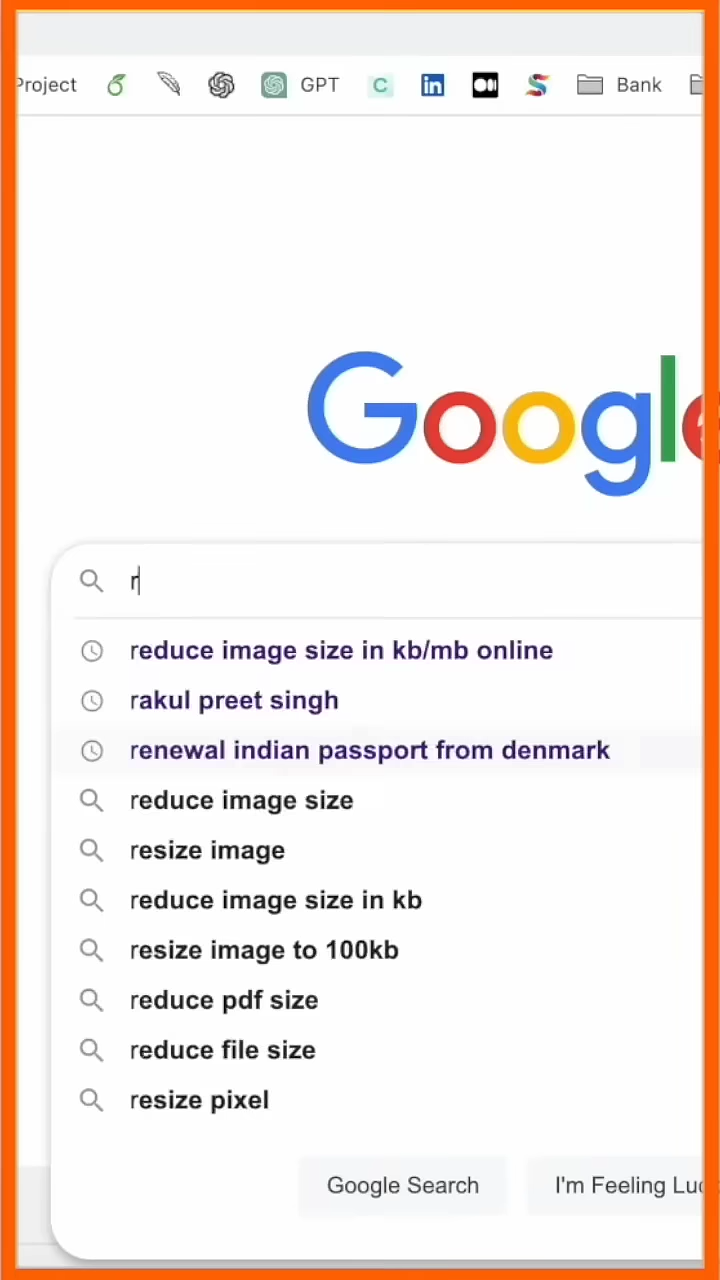 Project GPT C in Bank
Google
r
reduce image size in kb/mb online
rakul preet singh
renewal indian passport from denmark
reduce image size
resize image
reduce image size in kb
resize image to 100kb
reduce pdf size
reduce file size
resize pixel
Google Search I'm Feeling Luc